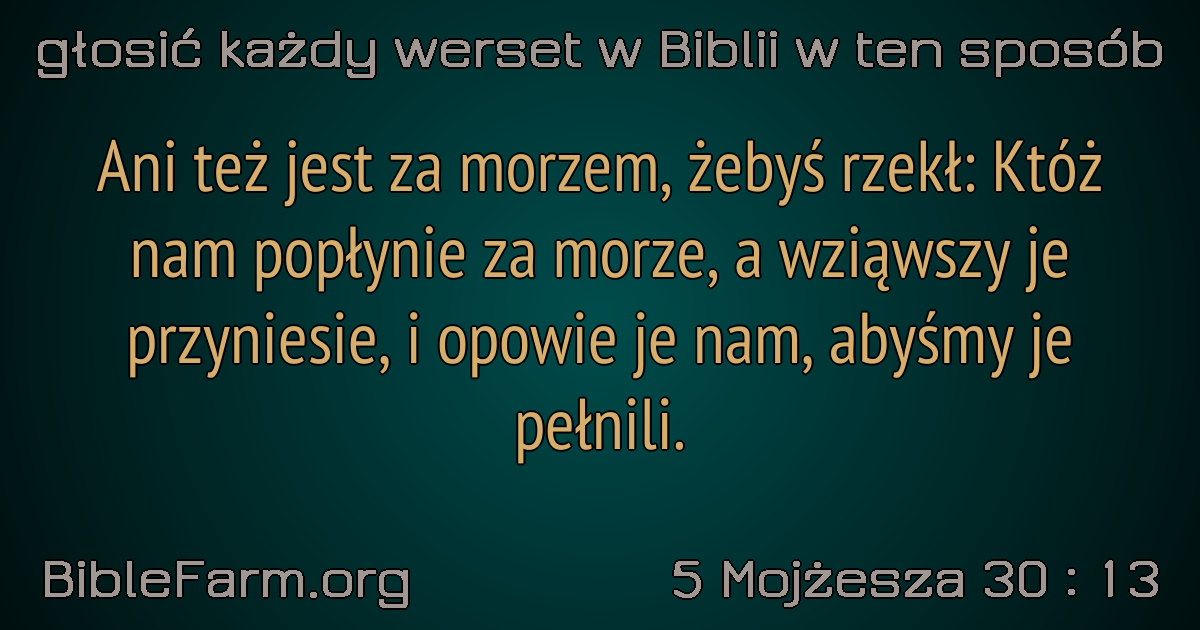 głosić każdy werset w Biblii w ten sposób
Ani też jest za morzem, żebyś rzekł: Któż
nam popłynie za morze, a wziąwszy je
przyniesie, i opowie je nam, abyśmy je
pełnili.
BibleFarm.org
5 Mojżesza 30 : 13